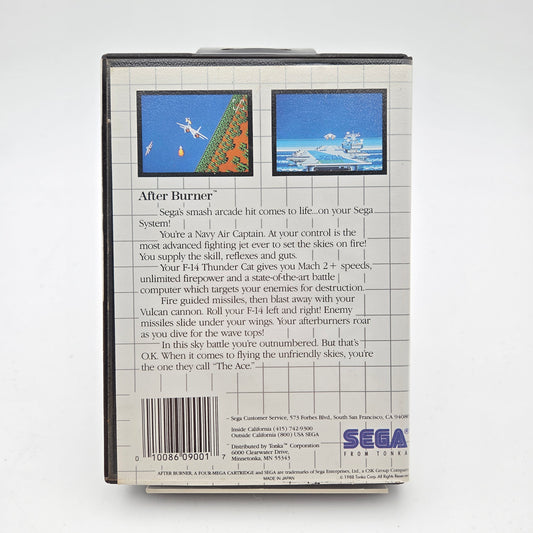 After Burner™
Sega's smash arcade hit comes to life...on your Sega
System!
You're a Navy Air Captain. At your control is the
most advanced fighting jet ever to set the skies on fire!
You supply the skill, reflexes and guts.
Your F-14 Thunder Cat gives you Mach 2+ speeds,
unlimited firepower and a state-of-the-art battle
computer which targets your enemies for destruction.
Fire guided missiles, then blast away with your
Vulcan cannon. Roll your F-14 left and right! Enemy
missiles slide under your wings. Your afterburners roar
as you dive for the wave tops!
In this sky battle you're outnumbered. But that's
O.K. When it comes to flying the unfriendly skies, you're
the one they call "The Ace."
Sega Customer Service, 573 Forbes Blvd., South San Francisco, CA 94080
Inside California (415) 742-9300
Outside California (800) USA SEGA
Distributed by Tonka™ Corporation
6000 Clearwater Drive,
Minnetonka, MN 55343
0 10086 09001 7
SEGA
FROM TONKA
AFTER BURNER, A FOUR-MEGA CARTRIDGE and SEGA are trademarks of Sega Enterprises, Ltd., a CSK Group Company
MADE IN JAPAN
© 1988 Tonka Corp. All Rights Reserved